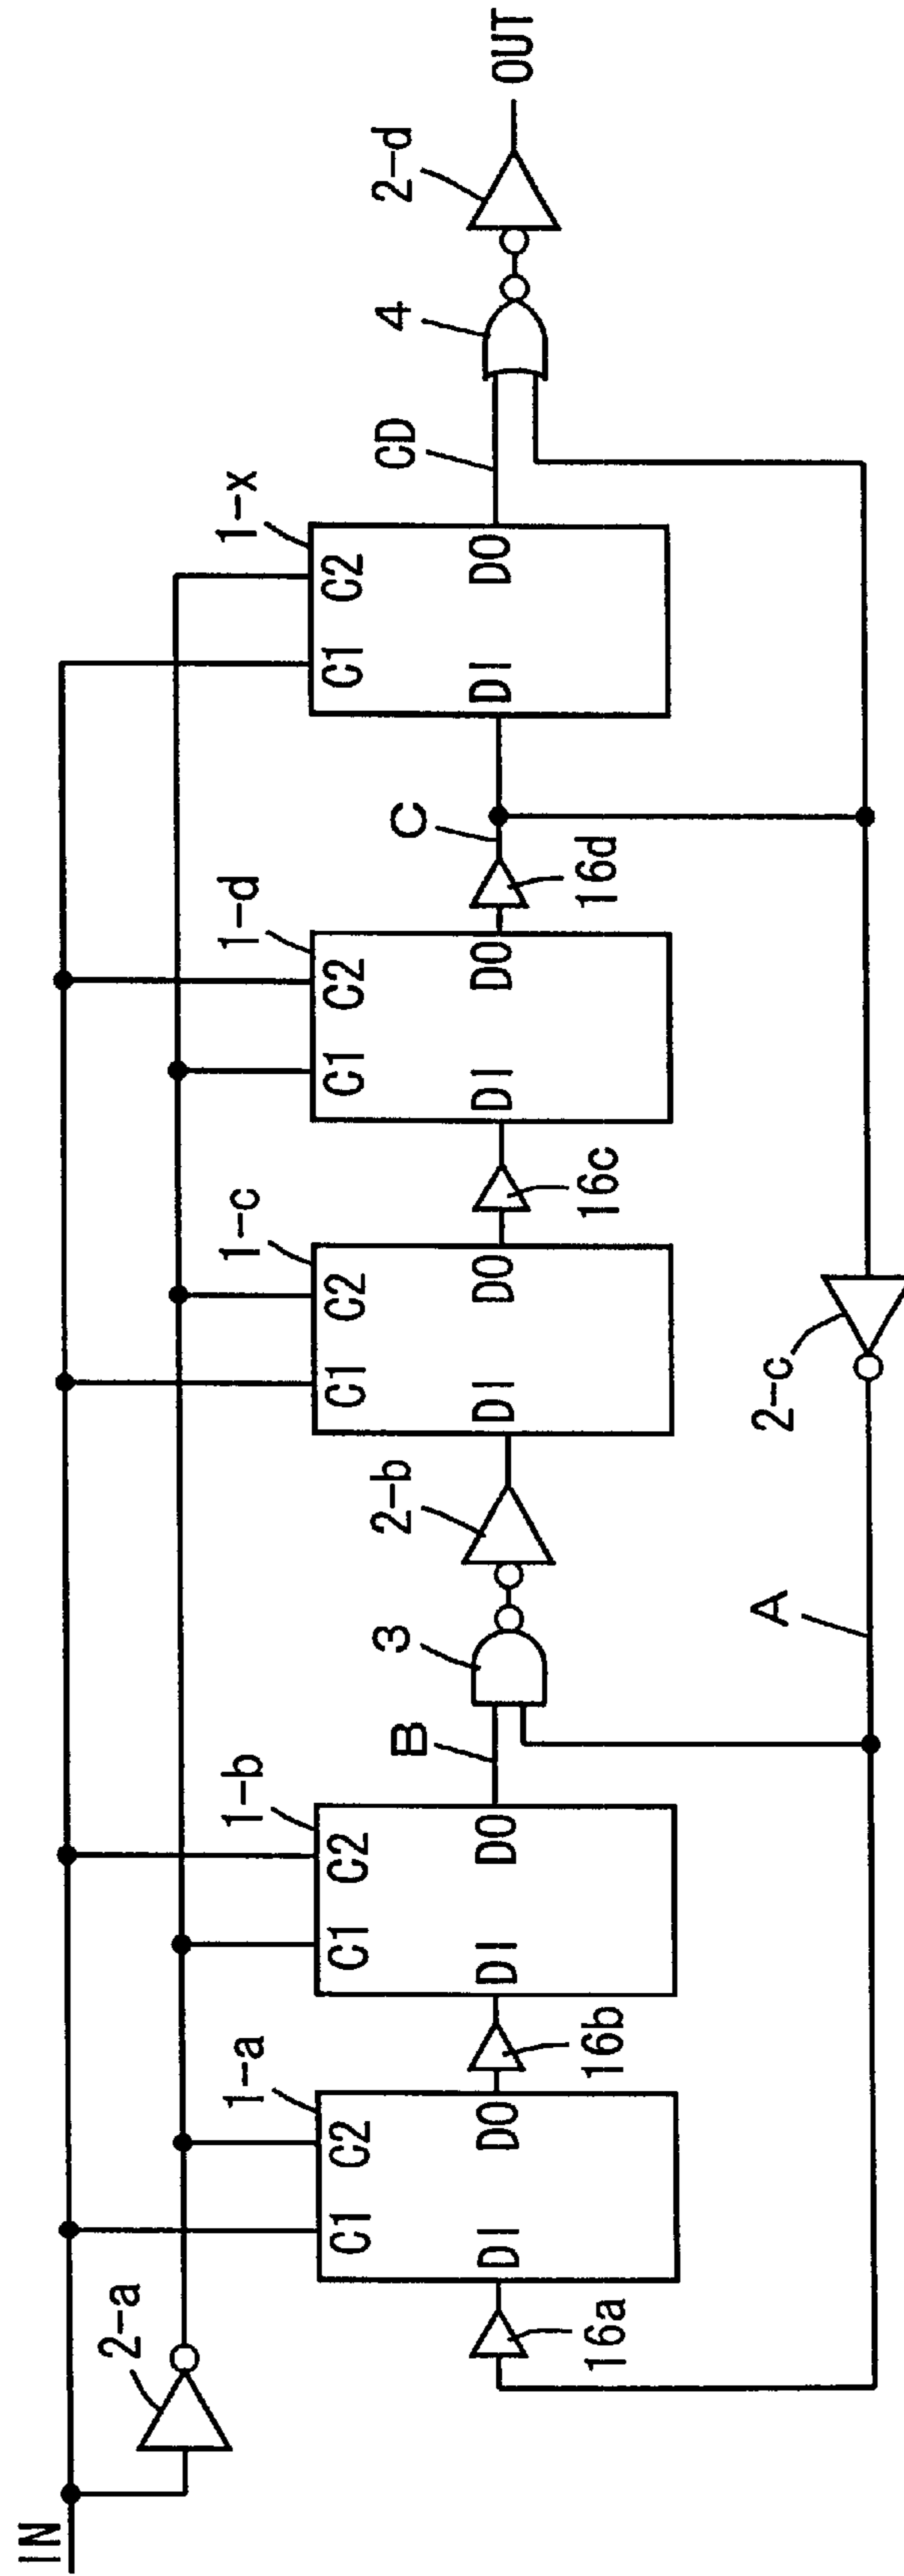 IN
2-a
16a
1-a
C1 C2
DI DO
16b
1-b
C1 C2
DI DO
B
3
2-b
1-c
C1 C2
DI DO
16c
1-d
C1 C2
DI DO
16d
C
1-x
C1 C2
DI DO
CD
4
2-d
OUT
A
2-c